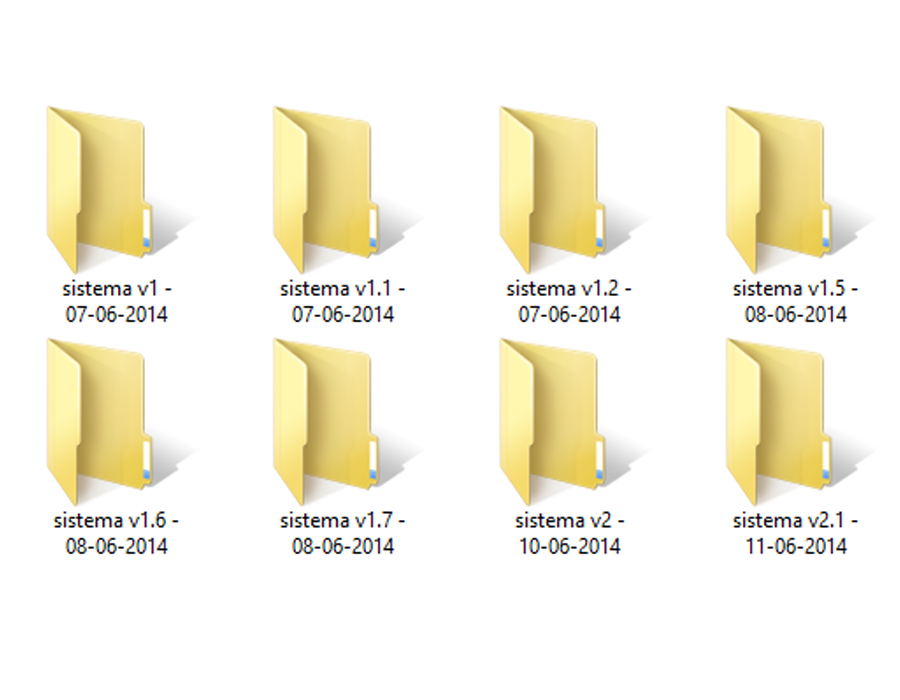 sistema v1 -
07-06-2014
sistema v1.1 -
07-06-2014
sistema v1.2 -
07-06-2014
sistema v1.5 -
08-06-2014
sistema v1.6 -
08-06-2014
sistema v1.7 -
08-06-2014
sistema v2 -
10-06-2014
sistema v2.1 -
11-06-2014